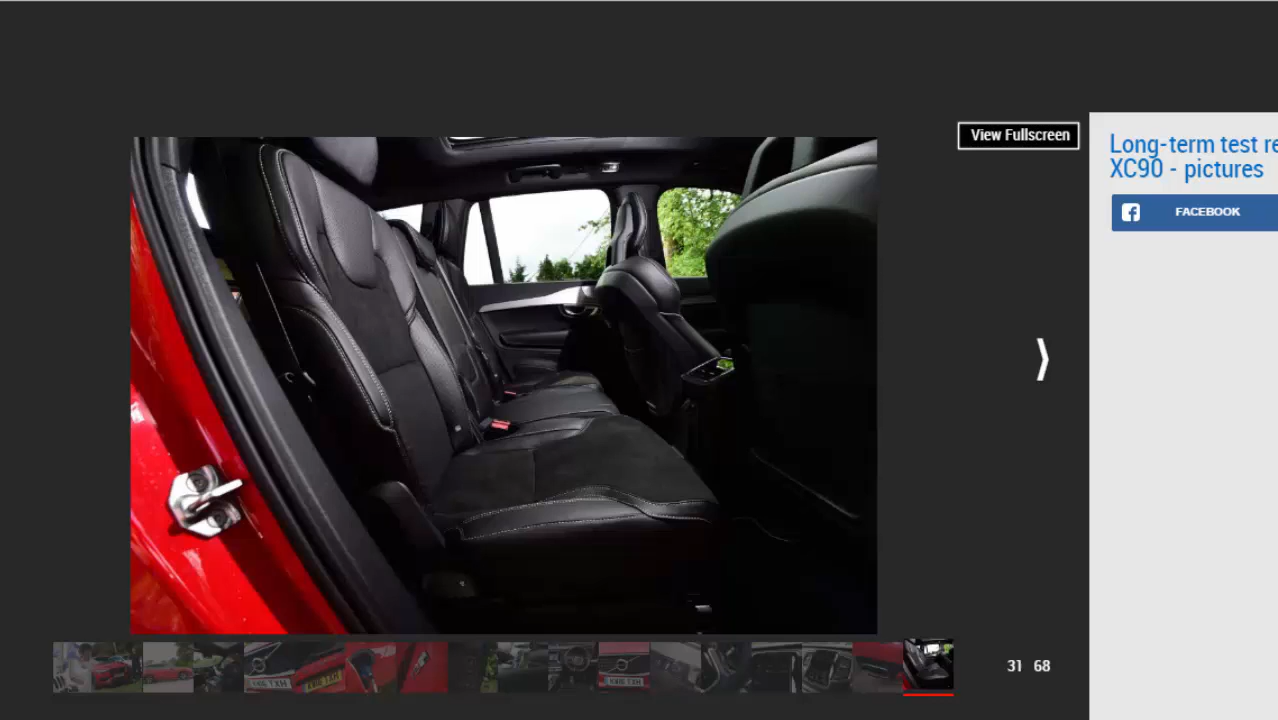 View Fullscreen
Long-term test re
XC90 - pictures
FACEBOOK
31 68